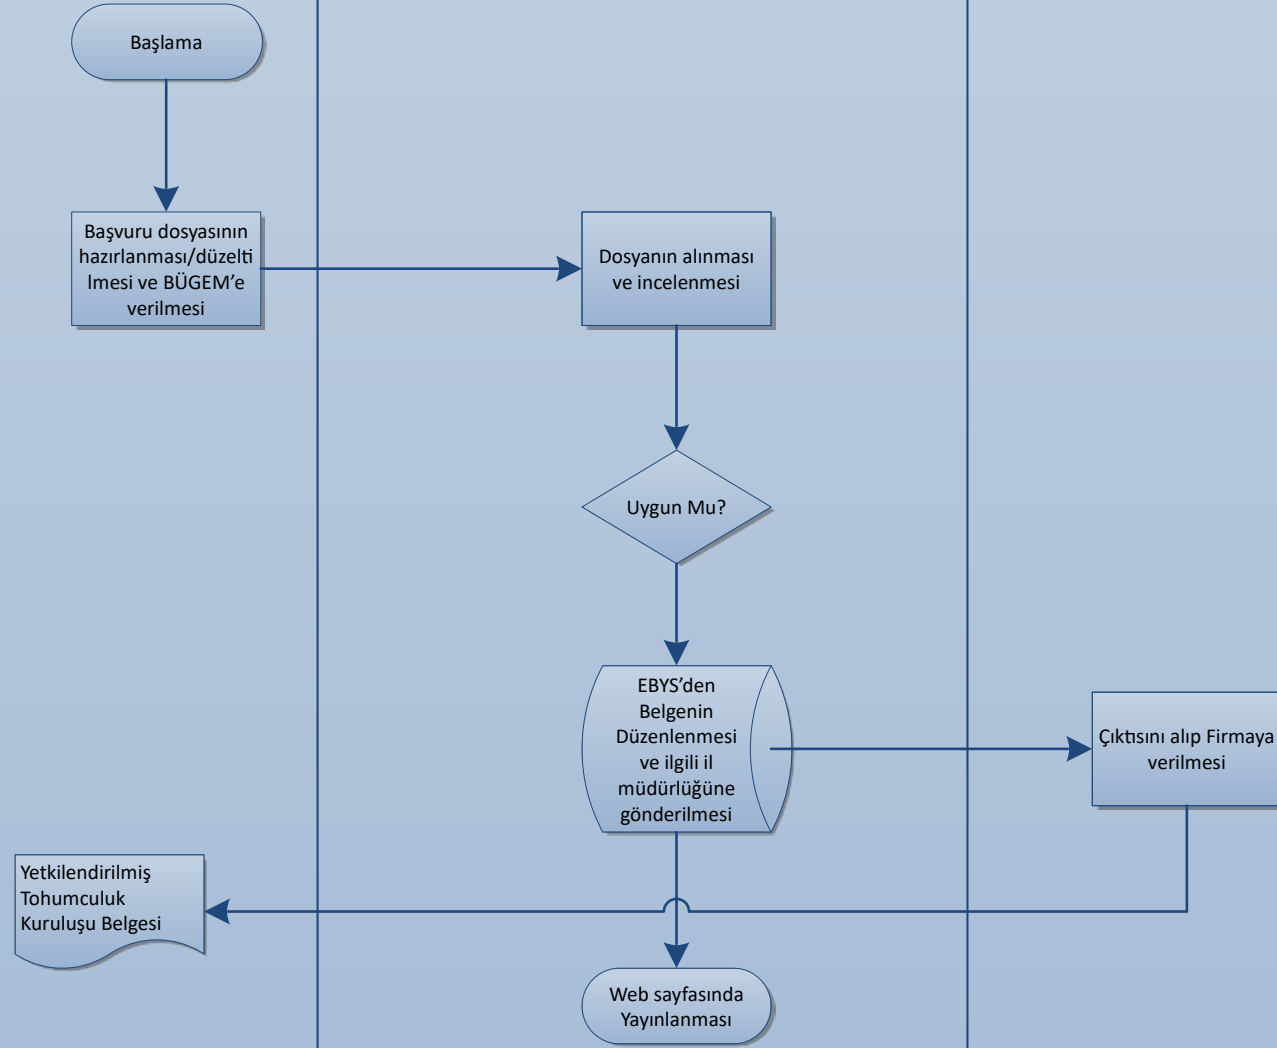 Başlama
Başvuru dosyasının
hazırlanması/düzelti
lmesi ve BÜGEM’e
verilmesi
Dosyanın alınması
ve incelenmesi
Uygun Mu?
EBYS’den
Belgenin
Düzenlenmesi
ve ilgili il
müdürlüğüne
gönderilmesi
Çıktısını alıp Firmaya
verilmesi
Yetkilendirilmiş
Tohumculuk
Kuruluşu Belgesi
Web sayfasında
Yayınlanması